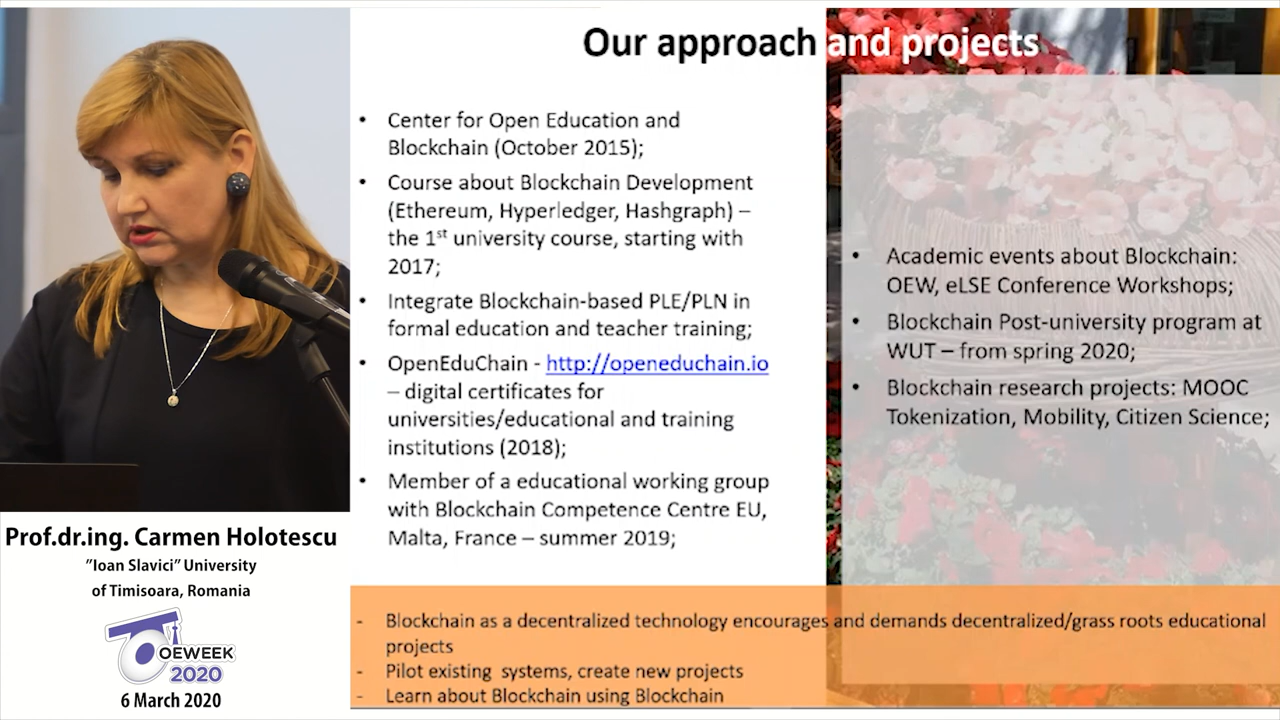 Our approach and projects
• Center for Open Education and
Blockchain (October 2015);
• Course about Blockchain Development
(Ethereum, Hyperledger, Hashgraph) –
the 1st university course, starting with
2017;
• Integrate Blockchain-based PLE/PLN in
formal education and teacher training;
• OpenEduChain - http://openeduchain.io
– digital certificates for
universities/educational and training
institutions (2018);
• Member of a educational working group
with Blockchain Competence Centre EU,
Malta, France – summer 2019;
• Academic events about Blockchain:
OEW, eLSE Conference Workshops;
• Blockchain Post-university program at
WUT – from spring 2020;
• Blockchain research projects: MOOC
Tokenization, Mobility, Citizen Science;
- Blockchain as a decentralized technology encourages and demands decentralized/grass roots educational
projects
- Pilot existing systems, create new projects
- Learn about Blockchain using Blockchain
Prof.dr.ing. Carmen Holotescu
”Ioan Slavici” University
of Timisoara, Romania
OEWEEK
2020
6 March 2020